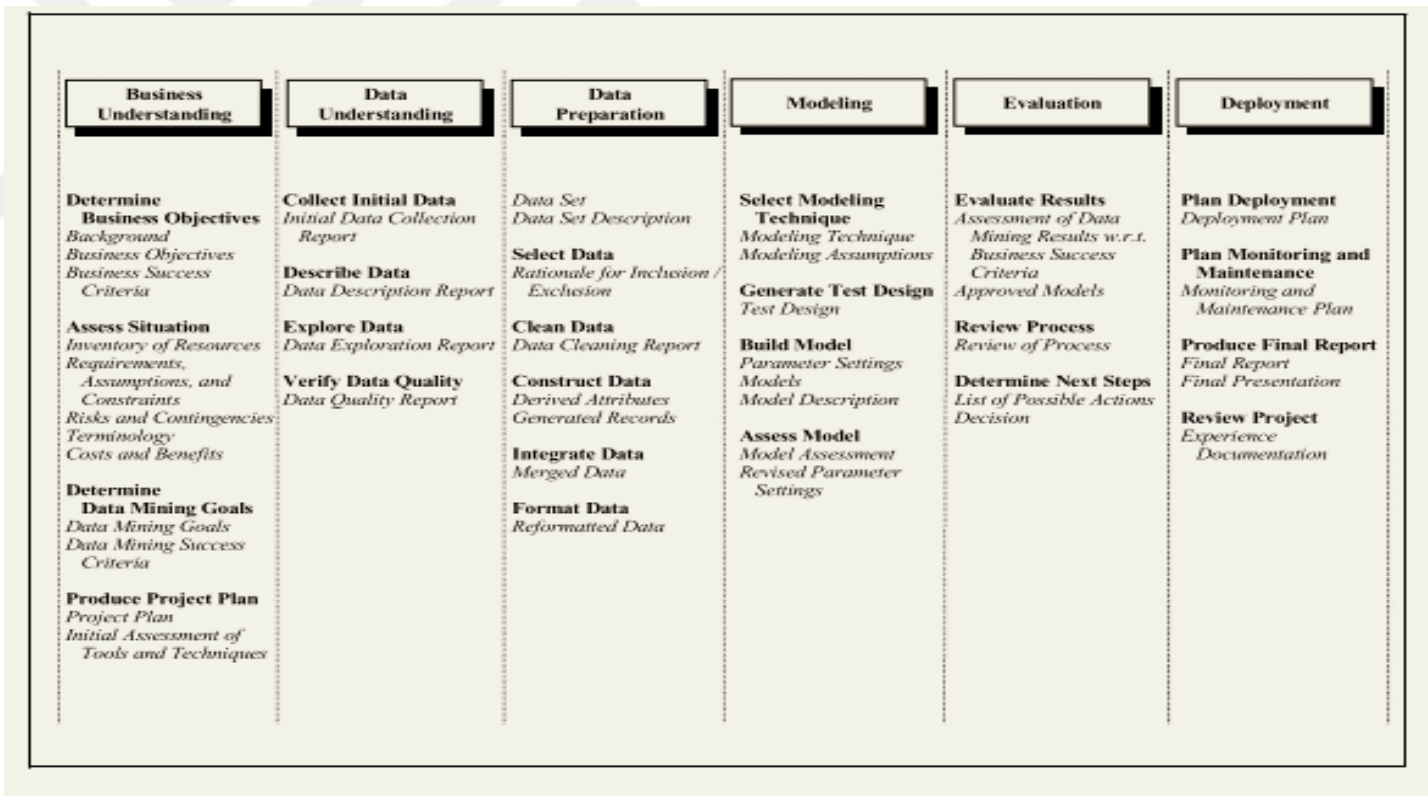 Business
Understanding
Data
Understanding
Data
Preparation
Modeling
Evaluation
Deployment
Determine
Business Objectives
Background
Business Objectives
Business Success
Criteria
Assess Situation
Inventory of Resources
Requirements,
Assumptions, and
Constraints
Risks and Contingencies
Terminology
Costs and Benefits
Determine
Data Mining Goals
Data Mining Goals
Data Mining Success
Criteria
Produce Project Plan
Project Plan
Initial Assessment of
Tools and Techniques
Collect Initial Data
Initial Data Collection
Report
Describe Data
Data Description Report
Explore Data
Data Exploration Report
Verify Data Quality
Data Quality Report
Data Set
Data Set Description
Select Data
Rationale for Inclusion /
Exclusion
Clean Data
Data Cleaning Report
Construct Data
Derived Attributes
Generated Records
Integrate Data
Merged Data
Format Data
Reformatted Data
Select Modeling
Technique
Modeling Technique
Modeling Assumptions
Generate Test Design
Test Design
Build Model
Parameter Settings
Models
Model Description
Assess Model
Model Assessment
Revised Parameter
Settings
Evaluate Results
Assessment of Data
Mining Results w.r.t.
Business Success
Criteria
Approved Models
Review Process
Review of Process
Determine Next Steps
List of Possible Actions
Decision
Plan Deployment
Deployment Plan
Plan Monitoring and
Maintenance
Monitoring and
Maintenance Plan
Produce Final Report
Final Report
Final Presentation
Review Project
Experience
Documentation